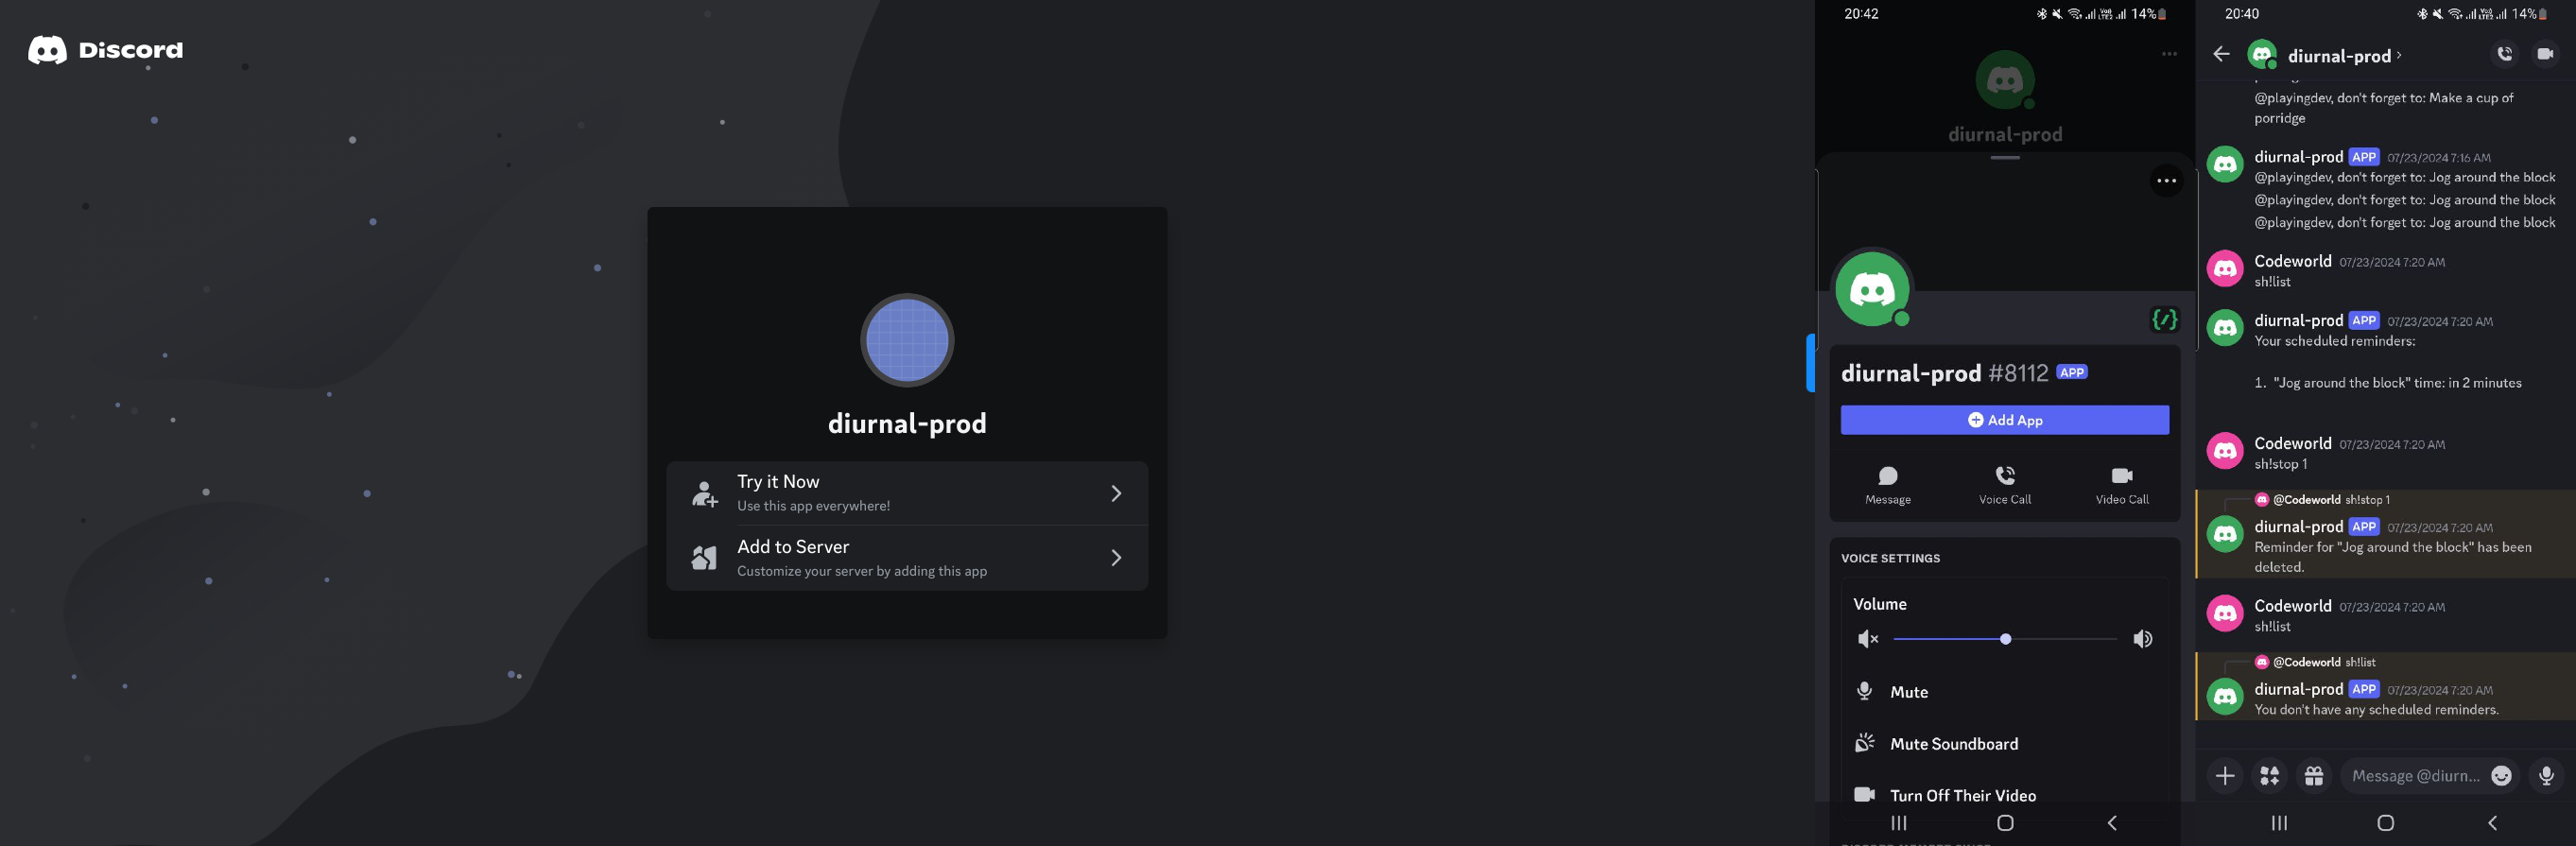 Discord
diurnal-prod
Try it Now
Use this app everywhere!
Add to Server
Customize your server by adding this app
20:42
14%
diurnal-prod
diurnal-prod #8112 APP
Add App
Message
Voice Call
Video Call
VOICE SETTINGS
Volume
Mute
Mute Soundboard
Turn Off Their Video
20:40
14%
diurnal-prod
@playingdev, don't forget to: Make a cup of
porridge
diurnal-prod APP 07/23/2024 7:16 AM
@playingdev, don't forget to: Jog around the block
@playingdev, don't forget to: Jog around the block
@playingdev, don't forget to: Jog around the block
Codeworld 07/23/2024 7:20 AM
sh!list
diurnal-prod APP 07/23/2024 7:20 AM
Your scheduled reminders:
1. "Jog around the block" time: in 2 minutes
Codeworld 07/23/2024 7:20 AM
sh!stop 1
@Codeworld sh!stop 1
diurnal-prod APP 07/23/2024 7:20 AM
Reminder for "Jog around the block" has been
deleted.
Codeworld 07/23/2024 7:20 AM
sh!list
@Codeworld sh!list
diurnal-prod APP 07/23/2024 7:20 AM
You don't have any scheduled reminders.
Message @diurn...